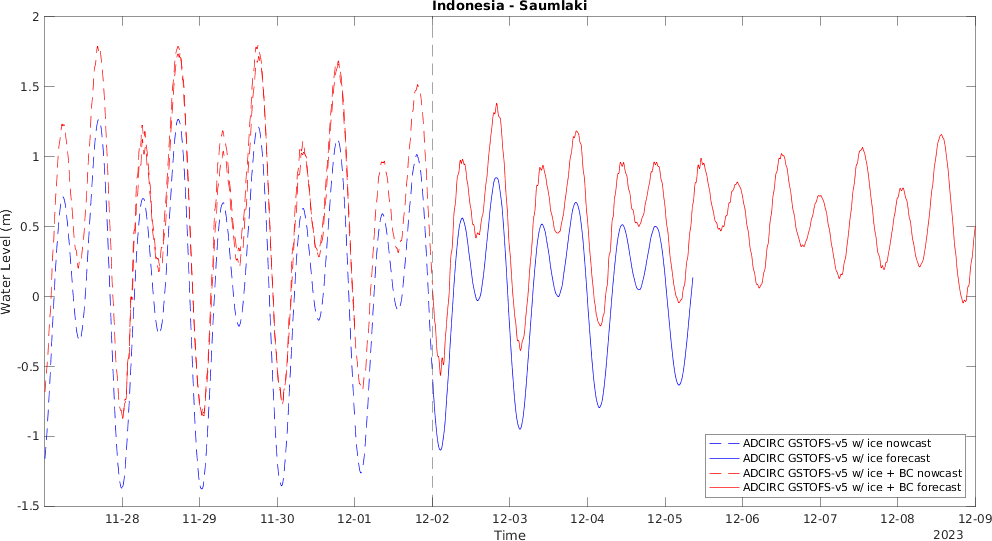 Indonesia - Saumlaki
Water Level (m)
2
1.5
1
0.5
0
-0.5
-1
-1.5
ADCIRC GSTOFS-v5 w/ ice nowcast
ADCIRC GSTOFS-v5 w/ ice forecast
ADCIRC GSTOFS-v5 w/ ice + BC nowcast
ADCIRC GSTOFS-v5 w/ ice + BC forecast
11-28 11-29 11-30 12-01 12-02 12-03 12-04 12-05 12-06 12-07 12-08 12-09
Time
2023